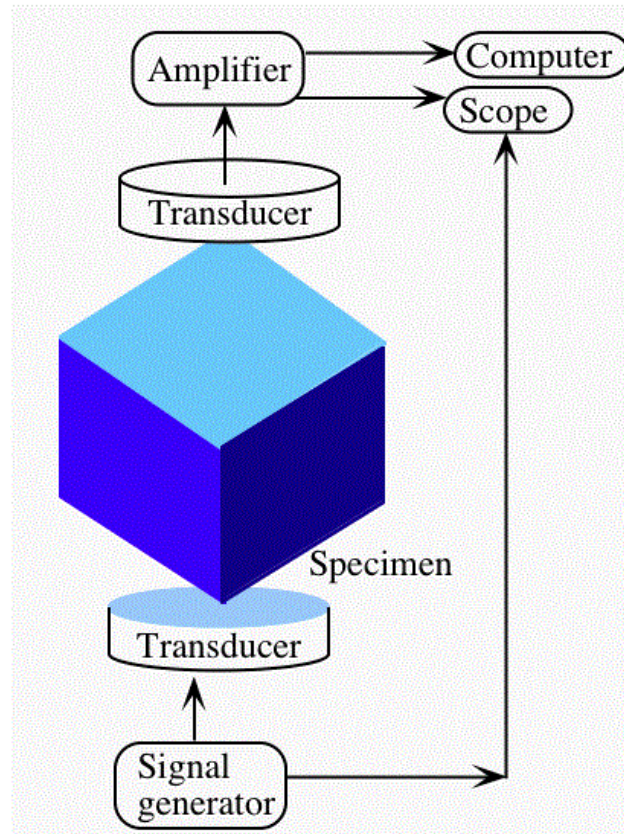 Amplifier
Computer
Scope
Transducer
Specimen
Transducer
Signal
generator